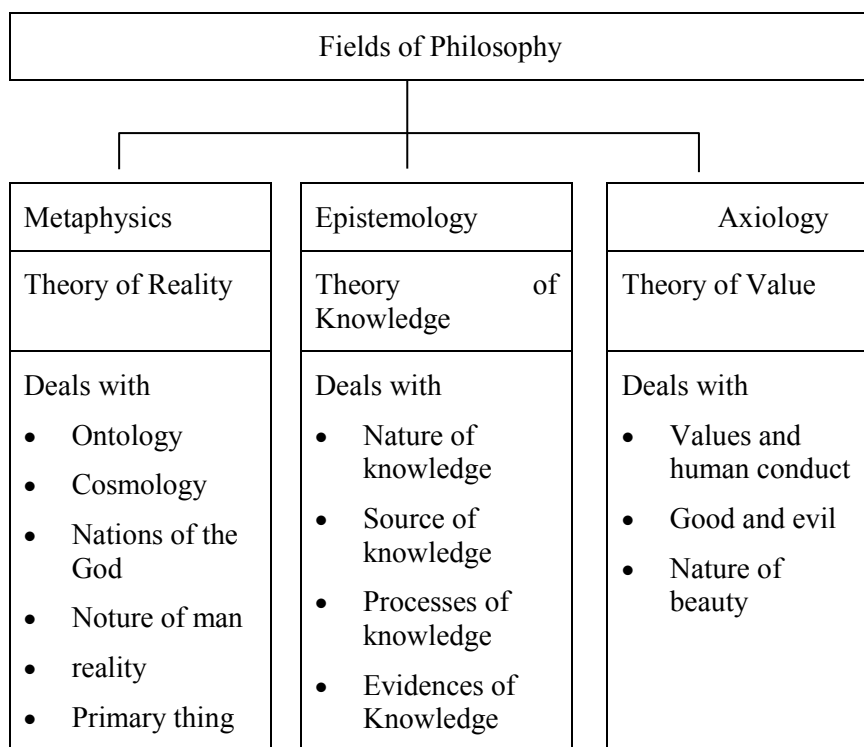 Fields of Philosophy
Metaphysics
Theory of Reality
Deals with
• Ontology
• Cosmology
• Nations of the
God
• Noture of man
• reality
• Primary thing
Epistemology
Theory of
Knowledge
Deals with
• Nature of
knowledge
• Source of
knowledge
• Processes of
knowledge
• Evidences of
Knowledge
Axiology
Theory of Value
Deals with
• Values and
human conduct
• Good and evil
• Nature of
beauty